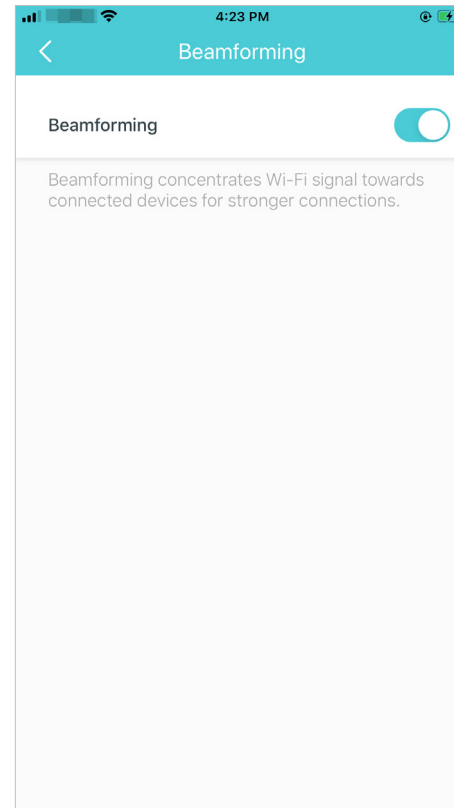 4:23 PM
Beamforming
Beamforming
Beamforming concentrates Wi-Fi signal towards
connected devices for stronger connections.